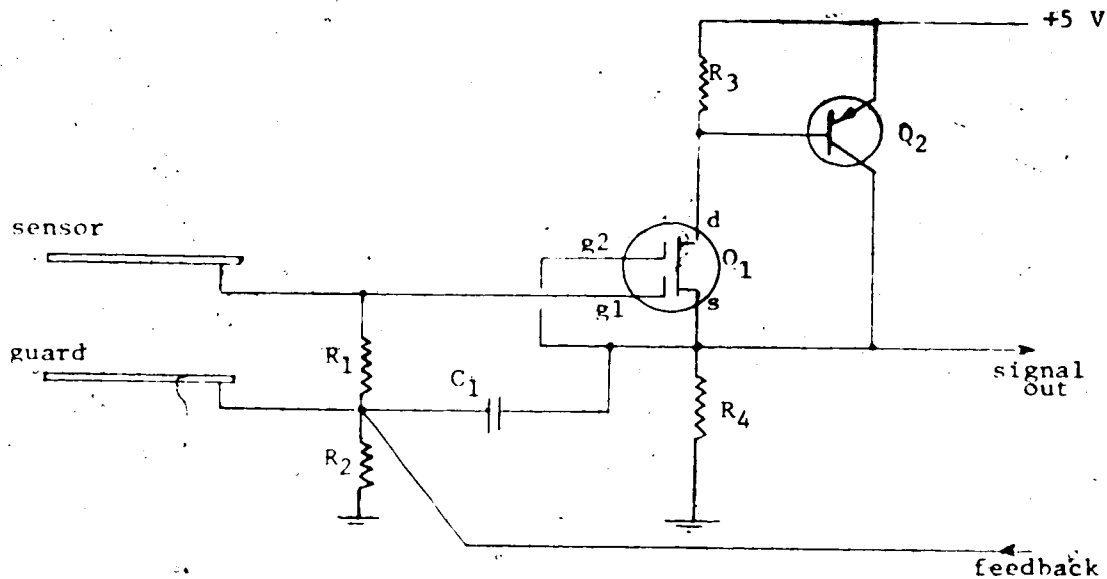 +5 V
R3
Q2
sensor
d
g2
Q1
g1
s
guard
R1
C1
signal
out
R4
R2
feedback